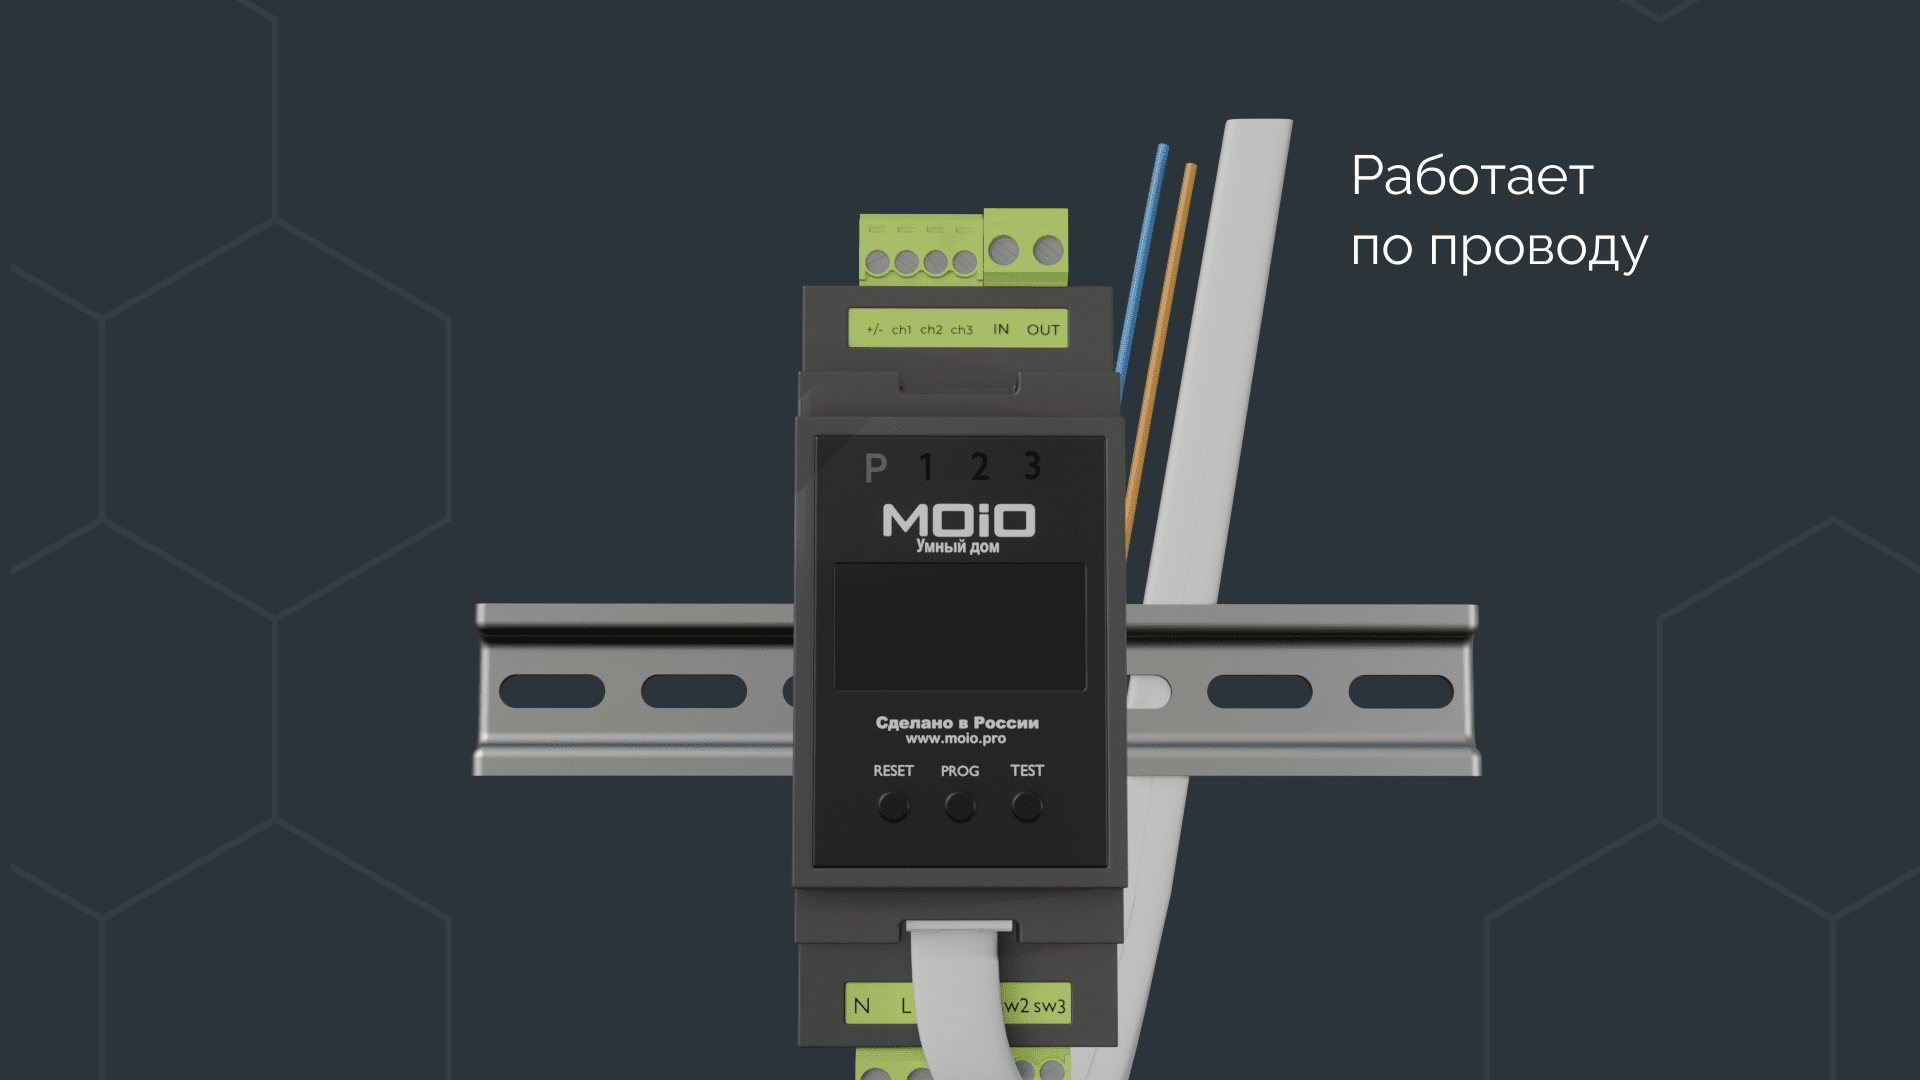 Работает
по проводу
+/- ch1 ch2 ch3 IN OUT
P 1 2 3
MOiO
Умный дом
Сделано в России
www.moio.pro
RESET PROG TEST
N L w2 sw3